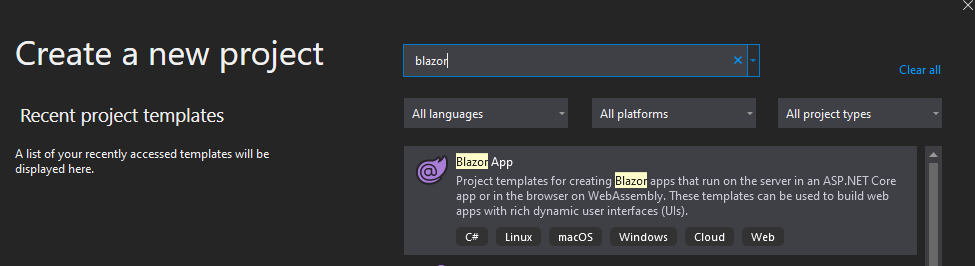 Create a new project
blazor
Clear all
Recent project templates
All languages
All platforms
All project types
A list of your recently accessed templates will be
displayed here.
Blazor App
Project templates for creating Blazor apps that run on the server in an ASP.NET Core
app or in the browser on WebAssembly. These templates can be used to build web
apps with rich dynamic user interfaces (UIs).
C#
Linux
macOS
Windows
Cloud
Web